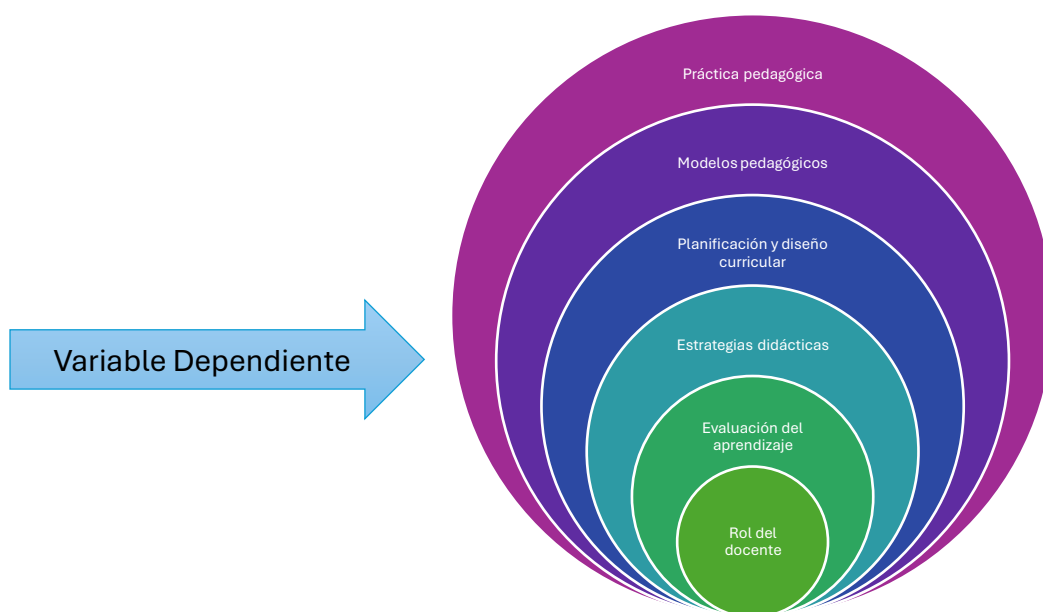 Práctica pedagógica
Modelos pedagógicos
Planificación y diseño
curricular
Estrategias didácticas
Variable Dependiente
Evaluación del
aprendizaje
Rol del
docente